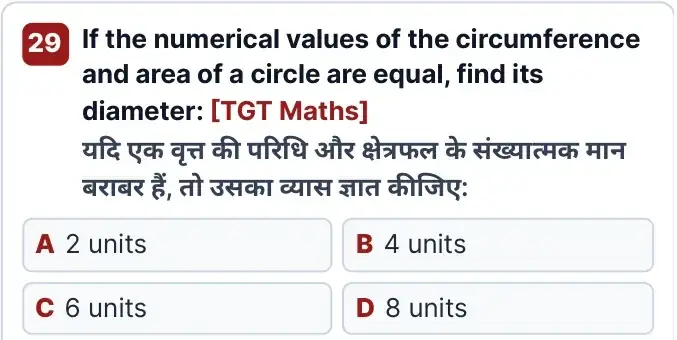 29 If the numerical values of the circumference
and area of a circle are equal, find its
diameter: [TGT Maths]
यदि एक वृत्त की परिधि और क्षेत्रफल के संख्यात्मक मान
बराबर हैं, तो उसका व्यास ज्ञात कीजिए:
A 2 units B 4 units
C 6 units D 8 units